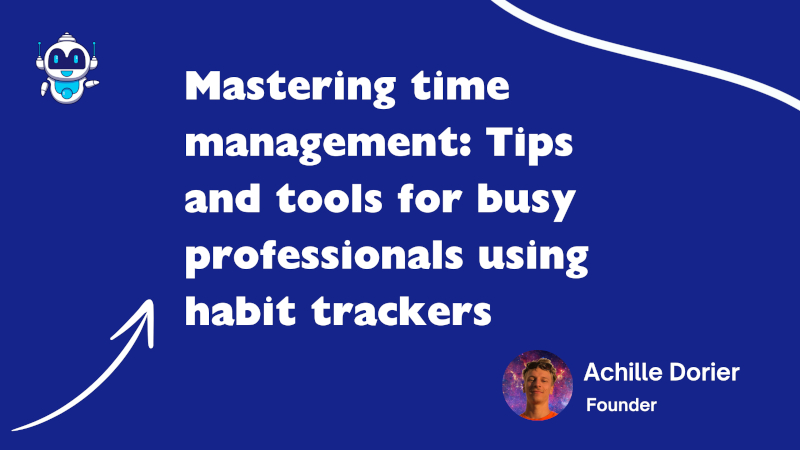 Mastering time
management: Tips
and tools for busy
professionals using
habit trackers
Achille Dorier
Founder